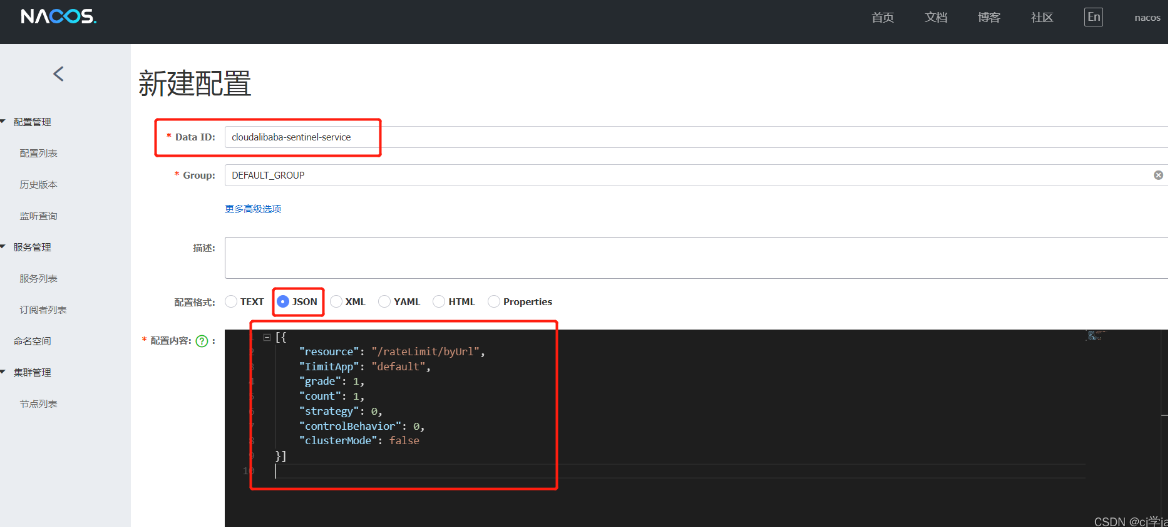 NACOS.
首页 文档 博客 社区 En nacos
新建配置
配置管理
配置列表
历史版本
监听查询
服务管理
服务列表
订阅者列表
命名空间
集群管理
节点列表
* Data ID: cloudalibaba-sentinel-service
* Group: DEFAULT_GROUP
更多高级选项
描述:
配置格式: TEXT JSON XML YAML HTML Properties
* 配置内容: ? :
[{
"resource": "/rateLimit/byUrl",
"IimitApp": "default",
"grade": 1,
"count": 1,
"strategy": 0,
"controlBehavior": 0,
"clusterMode": false
}]
10
CSDN @cj学ja